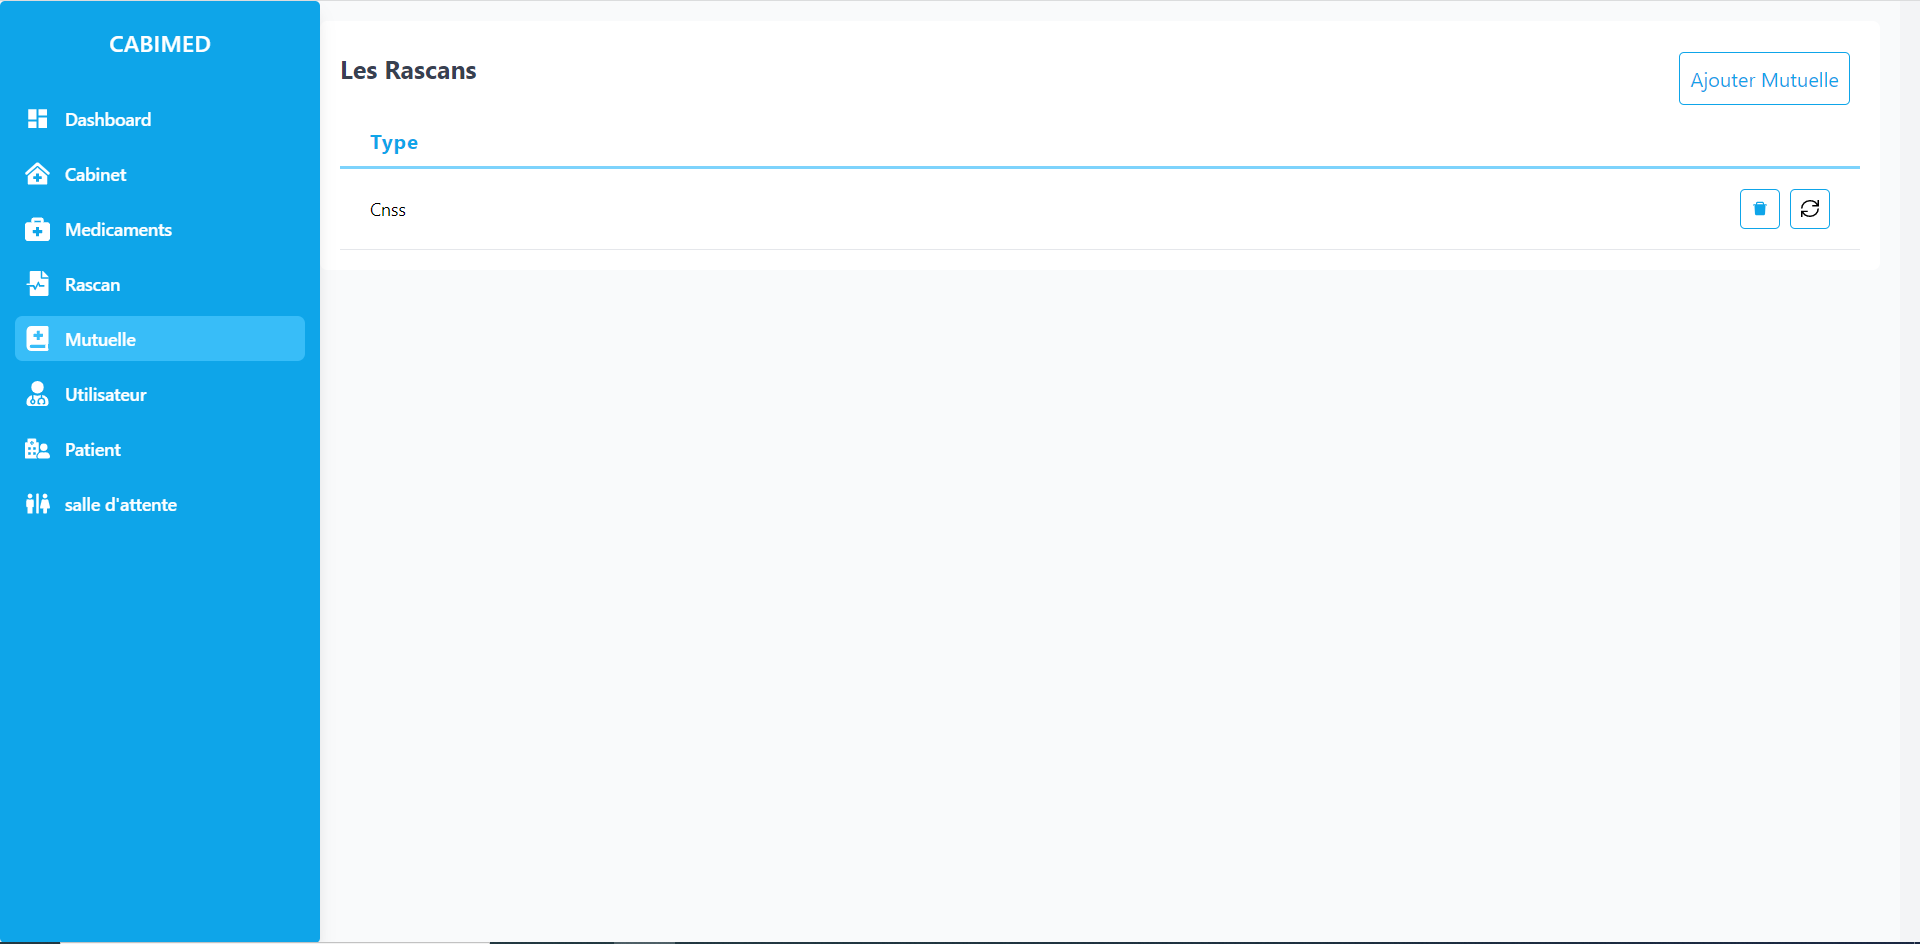 CABIMED
Dashboard
Cabinet
Medicaments
Rascan
Mutuelle
Utilisateur
Patient
salle d'attente
Les Rascans
Ajouter Mutuelle
Type
Cnss